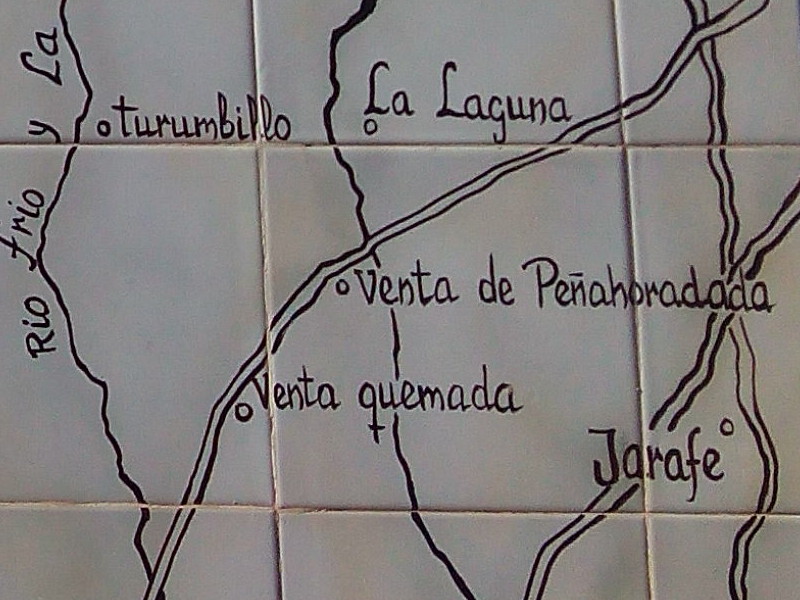 Rio frio y La
turumbillo
La Laguna
Venta de Peñahoradada
Venta quemada
Jarafe